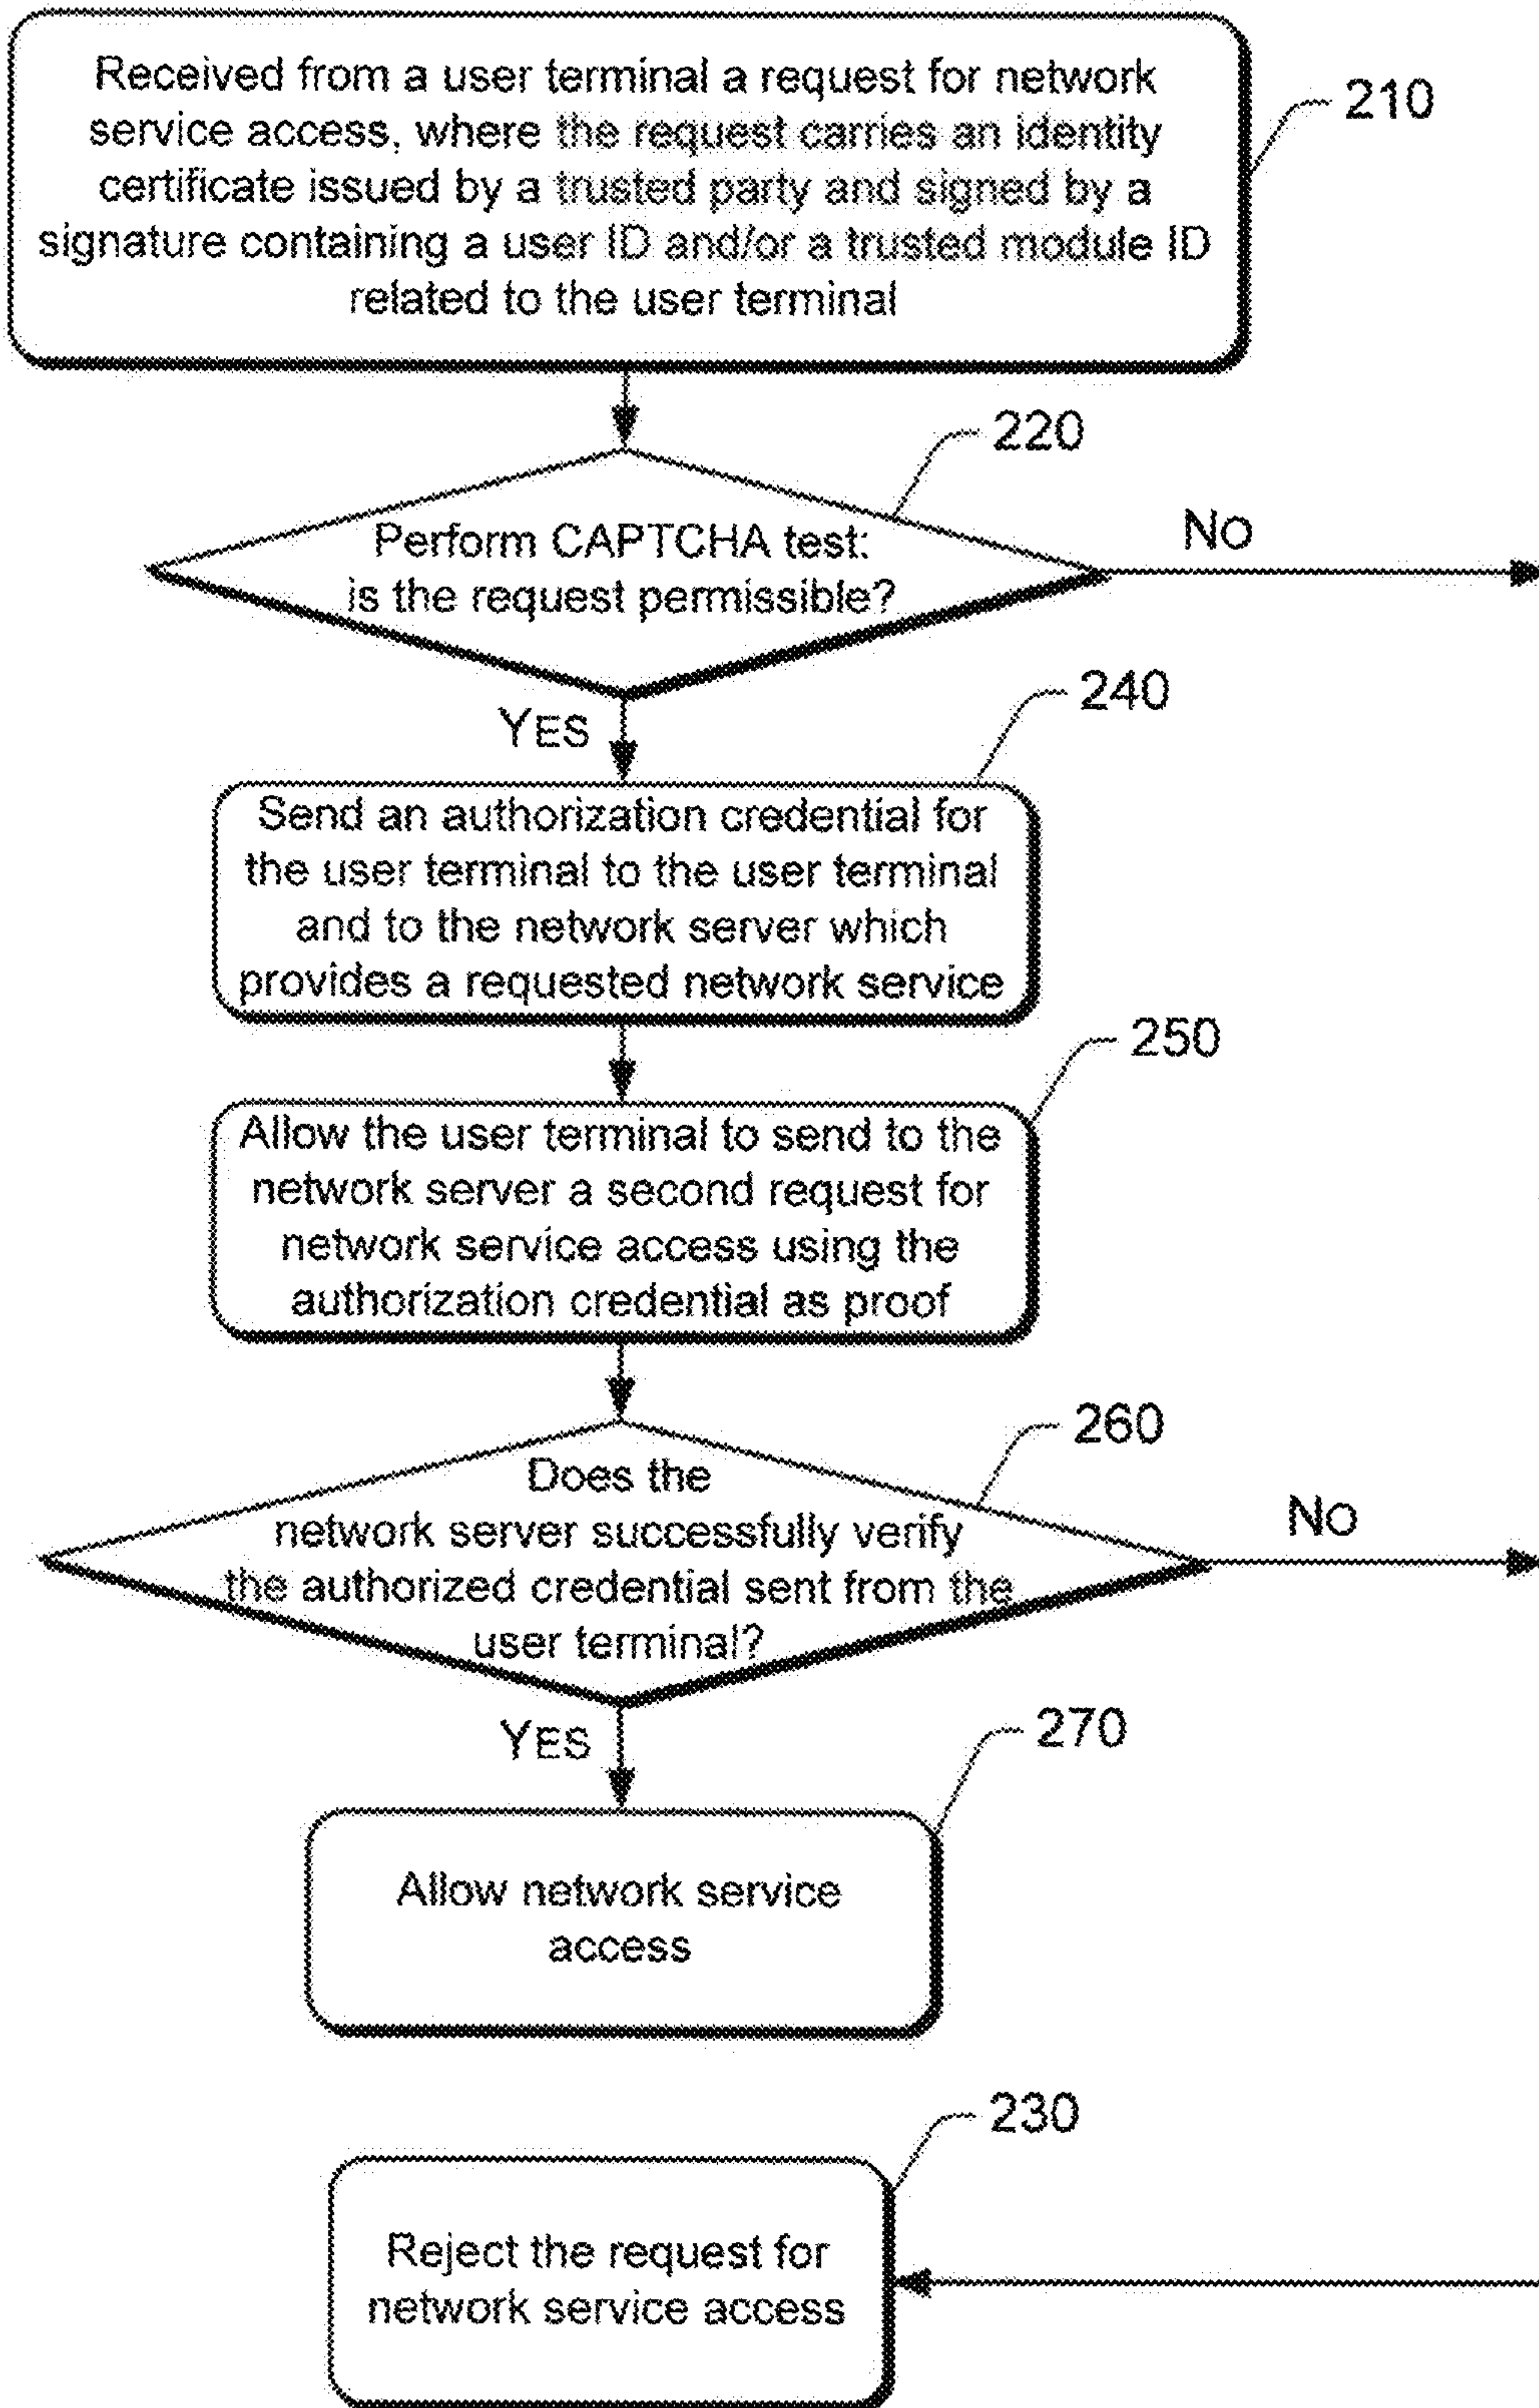 Received from a user terminal a request for network
service access, where the request carries an identity
certificate issued by a trusted party and signed by a
signature containing a user ID and/or a trusted module ID
related to the user terminal
210
220
Perform CAPTCHA test:
is the request permissible?
NO
YES
240
Send an authorization credential for
the user terminal to the user terminal
and to the network server which
provides a requested network service
250
Allow the user terminal to send to the
network server a second request for
network service access using the
authorization credential as proof
260
Does the
network server successfully verify
the authorized credential sent from the
user terminal?
NO
YES
270
Allow network service
access
230
Reject the request for
network service access